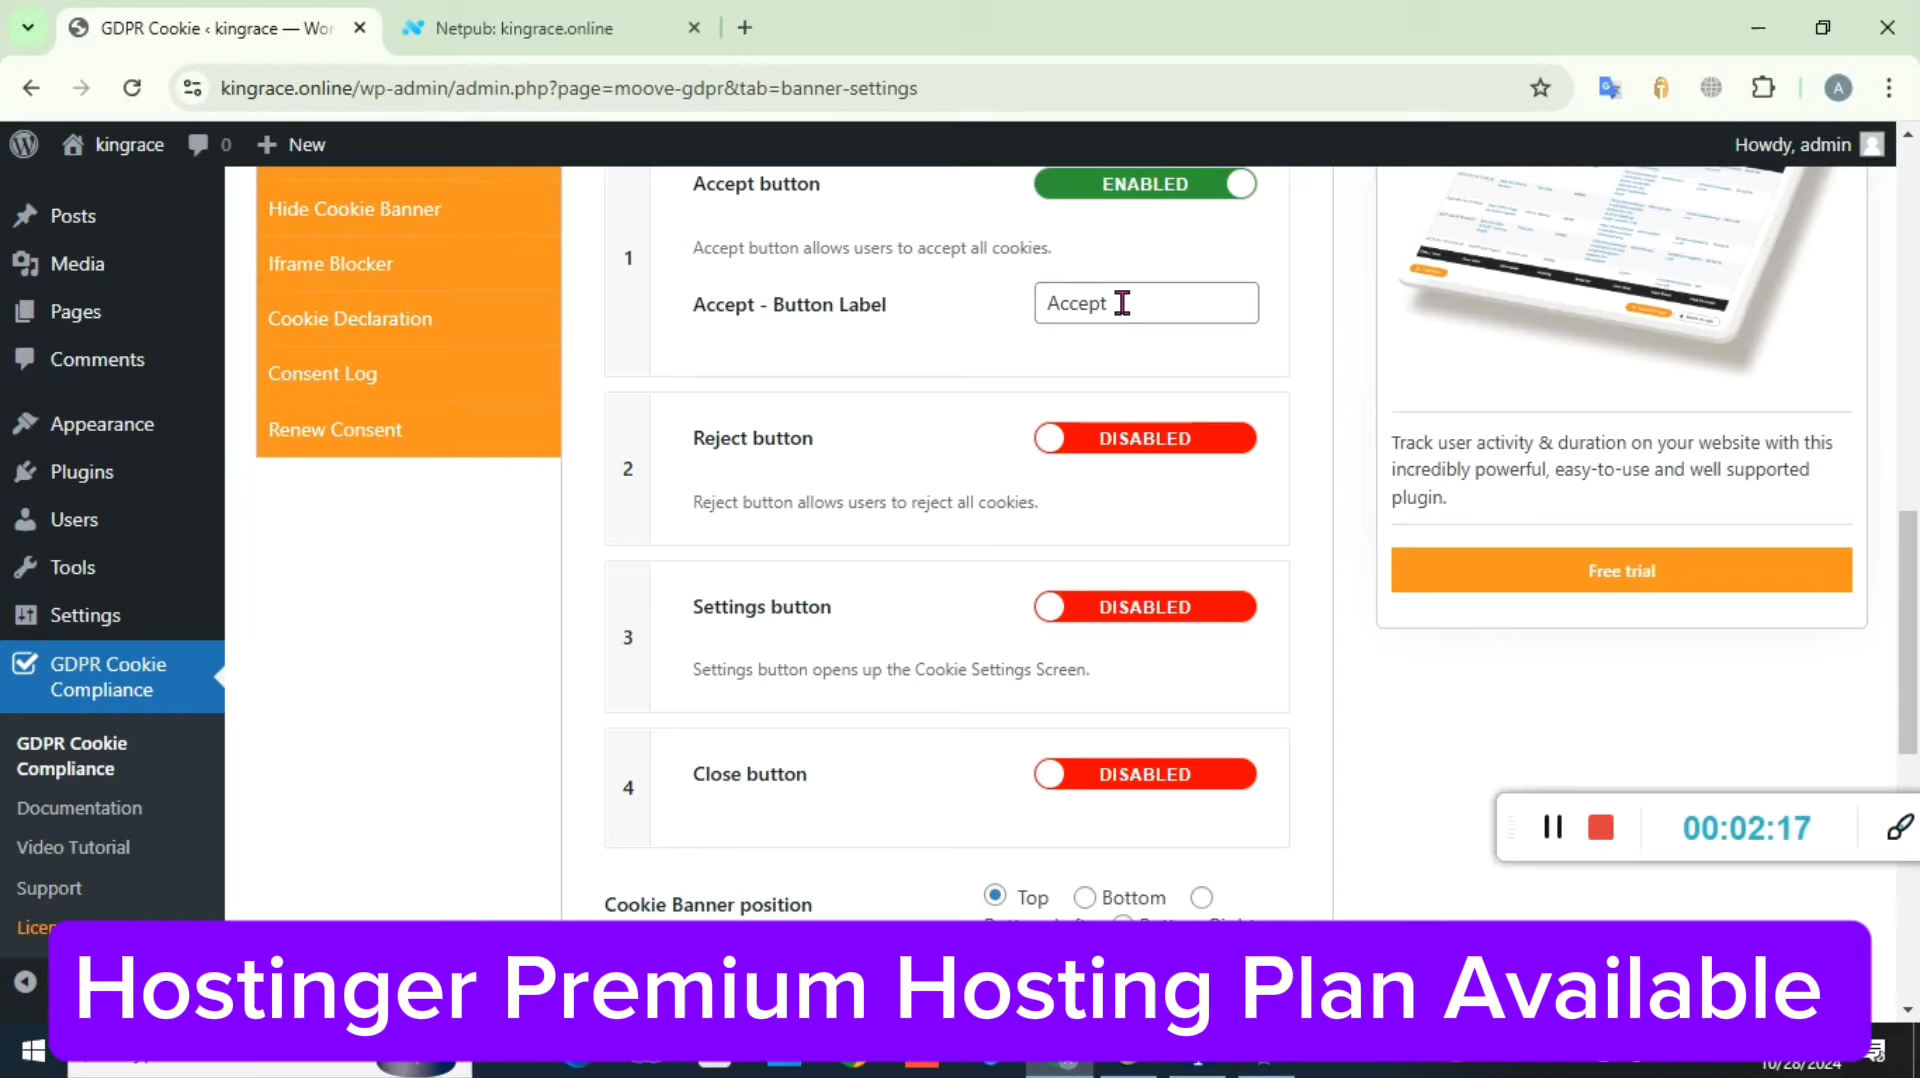 GDPR Cookie ‹ kingrace — Wor
Netpub: kingrace.online
kingrace.online/wp-admin/admin.php?page=moove-gdpr&tab=banner-settings
A
kingrace
0
New
Howdy, admin
Posts
Media
Pages
Comments
Appearance
Plugins
Users
Tools
Settings
GDPR Cookie
Compliance
GDPR Cookie
Compliance
Documentation
Video Tutorial
Support
Hide Cookie Banner
Iframe Blocker
Cookie Declaration
Consent Log
Renew Consent
1
Accept button
ENABLED
Accept button allows users to accept all cookies.
Accept - Button Label
Accept
2
Reject button
DISABLED
Reject button allows users to reject all cookies.
3
Settings button
DISABLED
Settings button opens up the Cookie Settings Screen.
4
Close button
DISABLED
Cookie Banner position
Top
Bottom
Track user activity & duration on your website with this
incredibly powerful, easy-to-use and well supported
plugin.
Free trial
00:02:17
Hostinger Premium Hosting Plan Available
10/28/2024